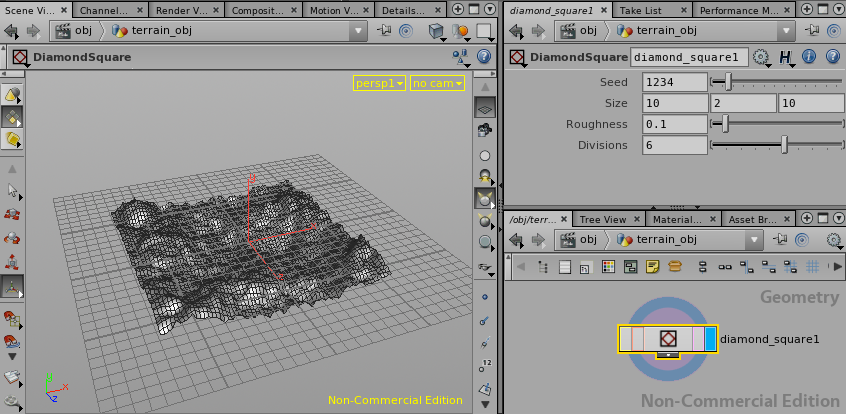 Scene Vi...
Channel...
Render V...
Composit...
Motion V...
Details...
obj
terrain_obj
DiamondSquare
persp1
no cam
Non-Commercial Edition
x
z
diamond_square1
Take List
Performance M...
obj
terrain_obj
DiamondSquare diamond_square1
Seed 1234
Size 10 2 10
Roughness 0.1
Divisions 6
/obj/terr...
Tree View
Material...
Asset Br...
obj
terrain_obj
Geometry
diamond_square1
Non-Commercial Edition